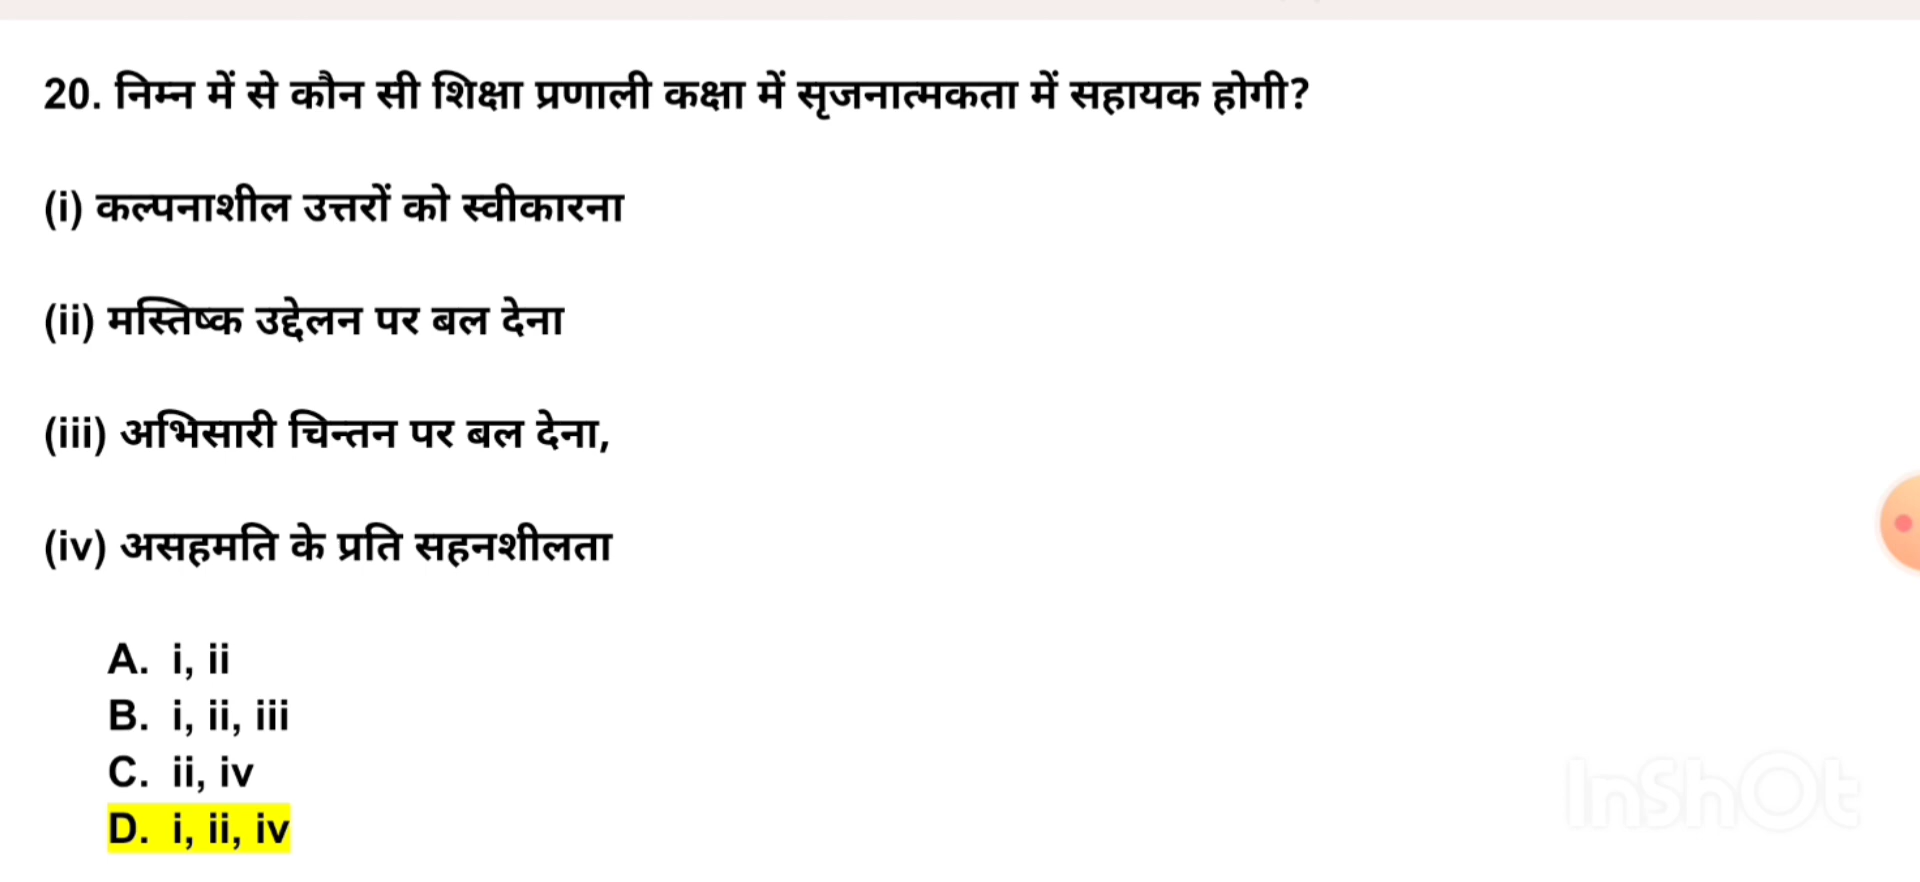 20. निम्न में से कौन सी शिक्षा प्रणाली कक्षा में सृजनात्मकता में सहायक होगी?
(i) कल्पनाशील उत्तरों को स्वीकारना
(ii) मस्तिष्क उद्देलन पर बल देना
(iii) अभिसारी चिन्तन पर बल देना,
(iv) असहमति के प्रति सहनशीलता
A. i, ii
B. i, ii, iii
C. ii, iv
D. i, ii, iv
InShOt